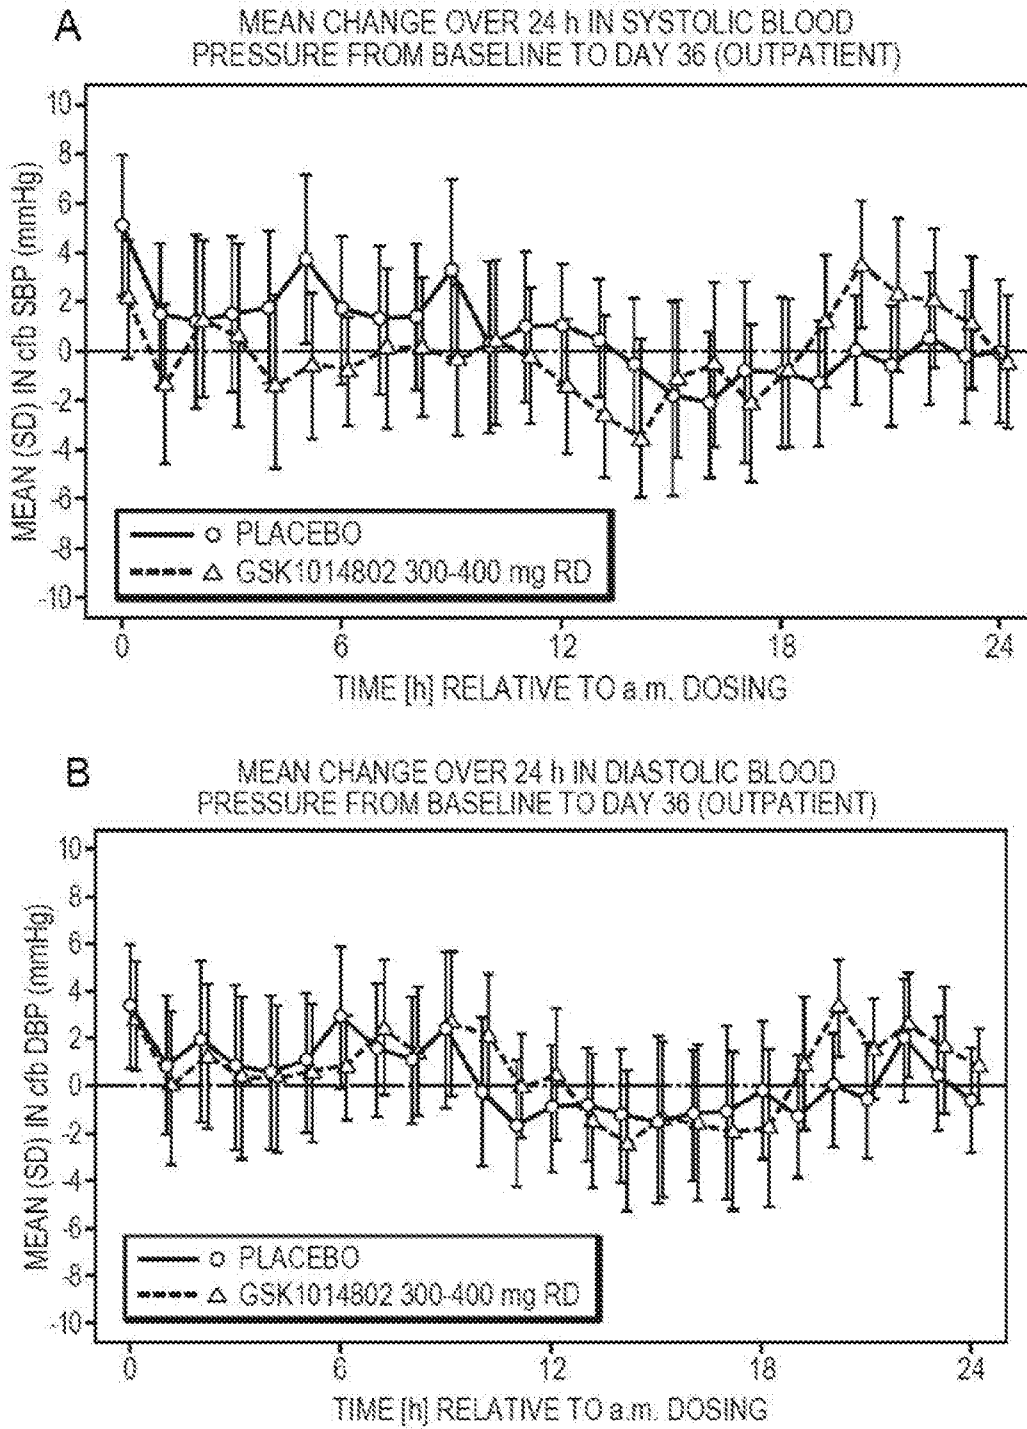 A
MEAN CHANGE OVER 24 h IN SYSTOLIC BLOOD
PRESSURE FROM BASELINE TO DAY 36 (OUTPATIENT)
MEAN (SD) IN cfb SBP (mmHg)
10
8
6
4
2
0
-2
-4
-6
-8
-10
PLACEBO
GSK1014802 300-400 mg RD
0 6 12 18 24
TIME [h] RELATIVE TO a.m. DOSING
B
MEAN CHANGE OVER 24 h IN DIASTOLIC BLOOD
PRESSURE FROM BASELINE TO DAY 36 (OUTPATIENT)
MEAN (SD) IN cfb DBP (mmHg)
10
8
6
4
2
0
-2
-4
-6
-8
-10
PLACEBO
GSK1014802 300-400 mg RD
0 6 12 18 24
TIME [h] RELATIVE TO a.m. DOSING